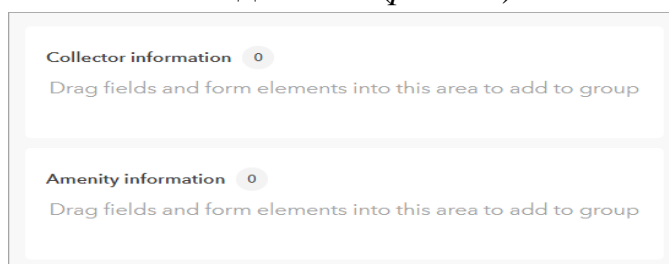 Collector information 0
Drag fields and form elements into this area to add to group
Amenity information 0
Drag fields and form elements into this area to add to group